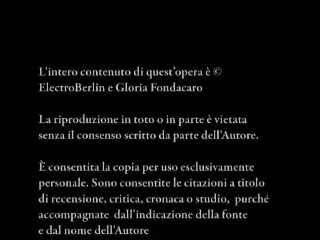 L'intero contenuto di quest'opera è ©
ElectroBerlin e Gloria Fondacaro
La riproduzione in toto o in parte è vietata
senza il consenso scritto da parte dell'Autore.
È consentita la copia per uso esclusivamente
personale. Sono consentite le citazioni a titolo
di recensione, critica, cronaca o studio, purché
accompagnate dall'indicazione della fonte
e dal nome dell'Autore